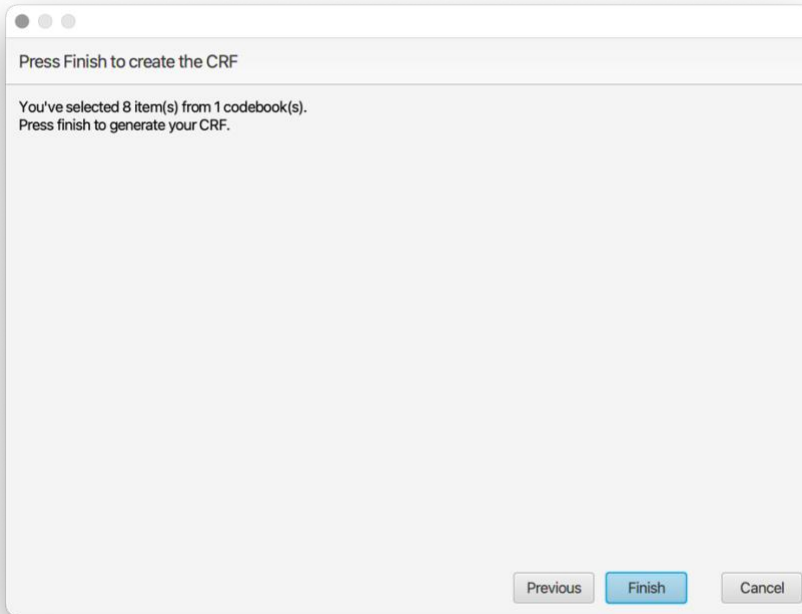 Press Finish to create the CRF
You've selected 8 item(s) from 1 codebook(s).
Press finish to generate your CRF.
Previous
Finish
Cancel